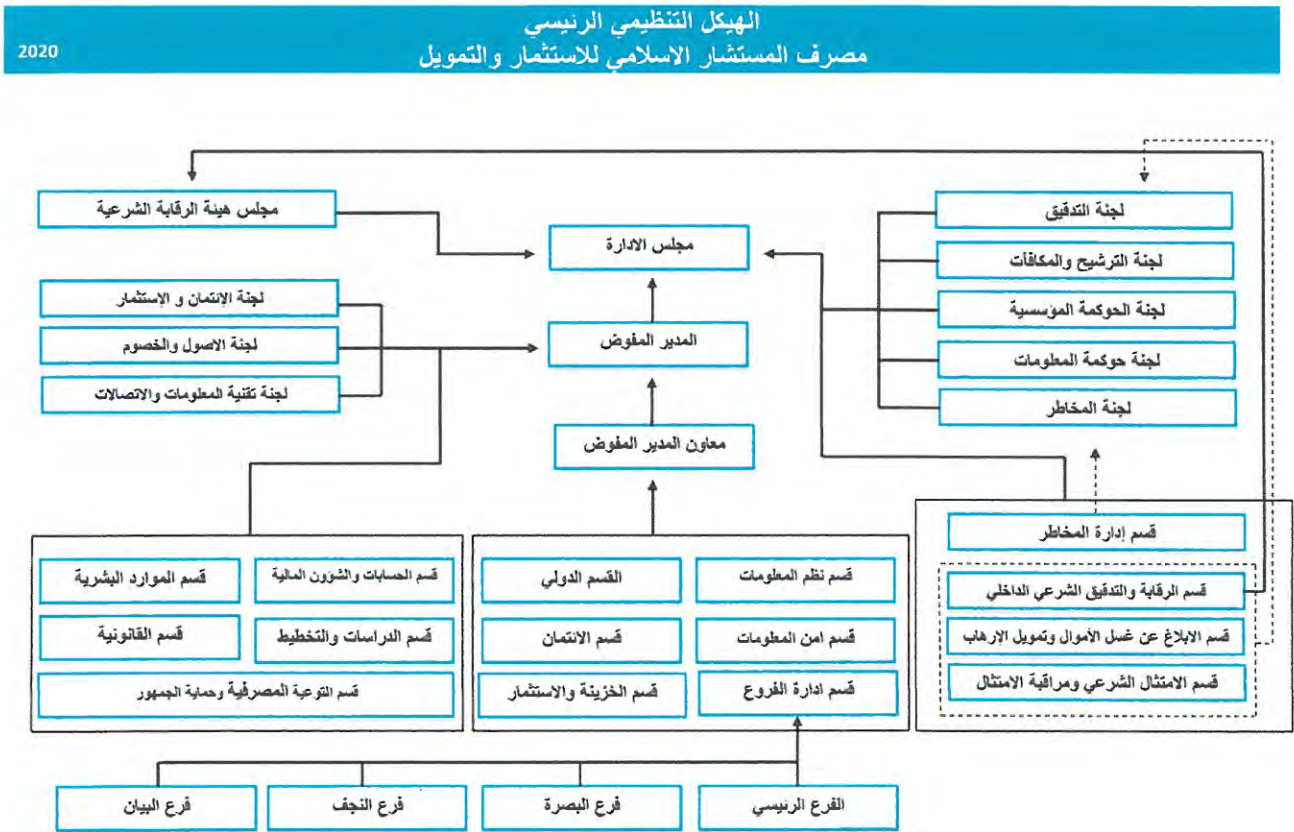 الهيكل التنظيمي الرئيسي
مصرف المستشار الاسلامي للاستثمار والتمويل
2020
لجنة التدقيق
لجنة الترشيح والمكافآت
لجنة الحوكمة المؤسسية
لجنة حوكمة المعلومات
لجنة المخاطر
مجلس الادارة
المدير المفوض
معاون المدير المفوض
مجلس هيئة الرقابة الشرعية
لجنة الإئتمان و الإستثمار
لجنة الاصول والخصوم
لجنة تقنية المعلومات والاتصالات
قسم إدارة المخاطر
قسم الرقابة والتدقيق الشرعي الداخلي
قسم الابلاغ عن غسل الأموال وتمويل الإرهاب
قسم الامتثال الشرعي ومراقبة الامتثال
قسم نظم المعلومات
القسم الدولي
قسم امن المعلومات
قسم الائتمان
قسم ادارة الفروع
قسم الخزينة والاستثمار
قسم الحسابات والشؤون المالية
قسم الموارد البشرية
قسم الدراسات والتخطيط
قسم القانونية
قسم التوعية المصرفية وحماية الجمهور
الفرع الرئيسي
فرع البصرة
فرع النجف
فرع البيان